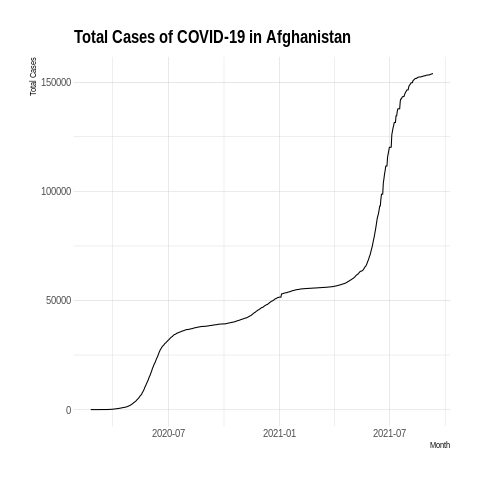 Total Cases of COVID-19 in Afghanistan
Total Cases
150000
100000
50000
0
2020-07
2021-01
2021-07
Month